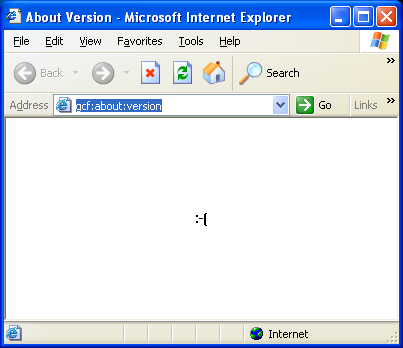 About Version - Microsoft Internet Explorer
File Edit View Favorites Tools Help »
Back Search »
Address gcf:about:version Go Links »
:-(
Internet